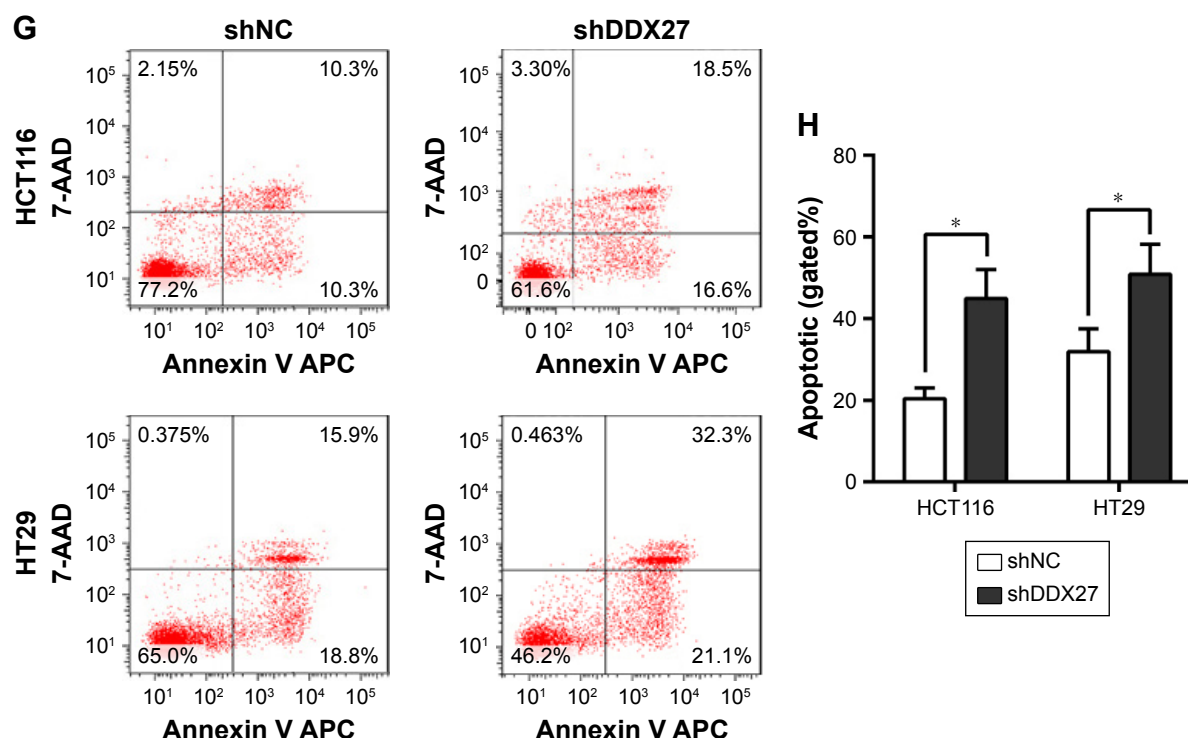 G
shNC
shDDX27
HCT116
7-AAD
2.15%
10.3%
10⁵
10⁴
10³
10²
10¹
77.2%
10.3%
10¹ 10² 10³ 10⁴ 10⁵
Annexin V APC
7-AAD
3.30%
18.5%
10⁵
10⁴
10³
10²
0
61.6%
16.6%
0 10² 10³ 10⁴ 10⁵
Annexin V APC
HT29
7-AAD
0.375%
15.9%
10⁵
10⁴
10³
10²
10¹
65.0%
18.8%
10¹ 10² 10³ 10⁴ 10⁵
Annexin V APC
7-AAD
0.463%
32.3%
10⁵
10⁴
10³
10²
10¹
46.2%
21.1%
10¹ 10² 10³ 10⁴ 10⁵
Annexin V APC
H
Apoptotic (gated%)
80
60
40
20
0
*
*
HCT116
HT29
shNC
shDDX27